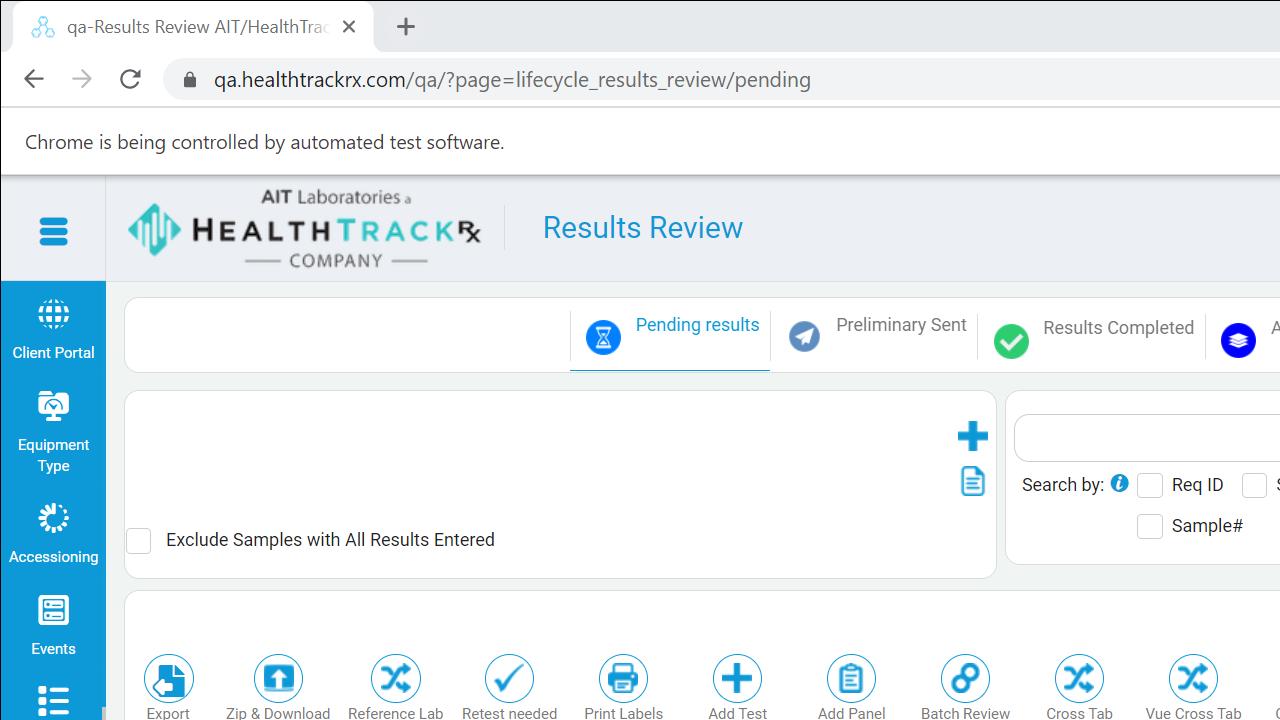 qa-Results Review AIT/HealthTrac
qa.healthtrackrx.com/qa/?page=lifecycle_results_review/pending
Chrome is being controlled by automated test software.
AIT Laboratories a
HEALTHTRACKRx
COMPANY
Results Review
Client Portal
Pending results
Preliminary Sent
Results Completed
A
Equipment
Type
Search by:
Req ID
S
Sample#
Exclude Samples with All Results Entered
Accessioning
Events
Export
Zip & Download
Reference Lab
Retest needed
Print Labels
Add Test
Add Panel
Batch Review
Cross Tab
Vue Cross Tab